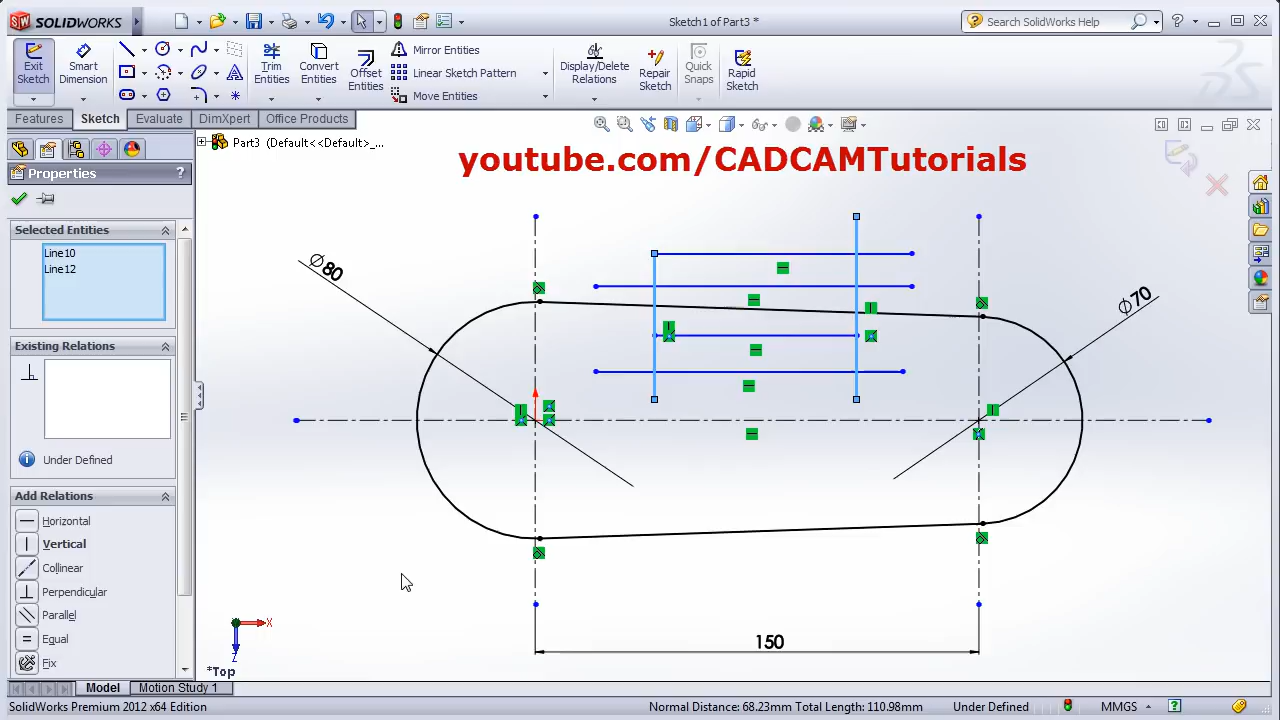 SOLIDWORKS
Sketch1 of Part3 *
Search SolidWorks Help
Exit Sketch
Smart Dimension
Trim Entities
Convert Entities
Offset Entities
Mirror Entities
Linear Sketch Pattern
Move Entities
Display/Delete Relations
Repair Sketch
Quick Snaps
Rapid Sketch
Features
Sketch
Evaluate
DimXpert
Office Products
Part3 (Default<<Default>_...
youtube.com/CADCAMTutorials
Properties
?
Selected Entities
Line10
Line12
Existing Relations
Under Defined
Add Relations
Horizontal
Vertical
Collinear
Perpendicular
Parallel
Equal
Fix
Ø80
Ø70
150
X
Z
*Top
Model
Motion Study 1
SolidWorks Premium 2012 x64 Edition
Normal Distance: 68.23mm Total Length: 110.98mm
Under Defined
MMGS